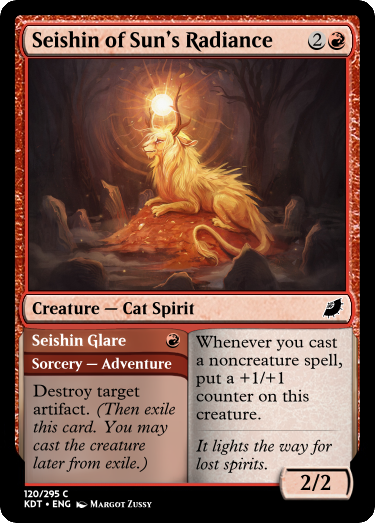 Seishin of Sun's Radiance 2
Creature — Cat Spirit
Seishin Glare
Sorcery — Adventure
Destroy target
artifact. (Then exile
this card. You may
cast the creature
later from exile.)
Whenever you cast
a noncreature spell,
put a +1/+1
counter on this
creature.
It lights the way for
lost spirits.
2/2
120/295 C
KDT • ENG Margot Zussy